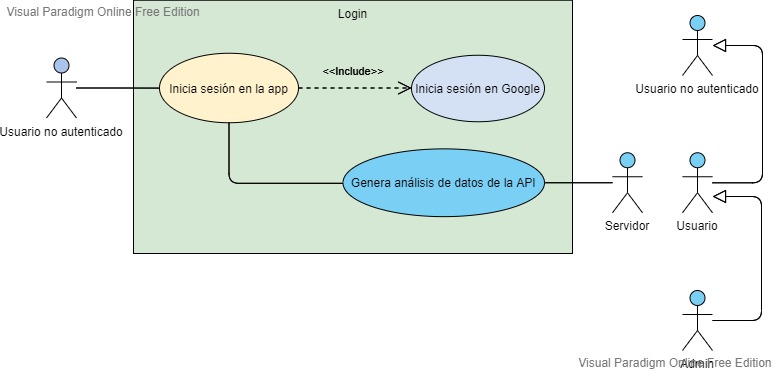 Visual Paradigm Online Free Edition
Login
Usuario no autenticado
Inicia sesión en la app
<<Include>>
Inicia sesión en Google
Usuario no autenticado
Genera análisis de datos de la API
Servidor
Usuario
Admin
Visual Paradigm Online Free Edition